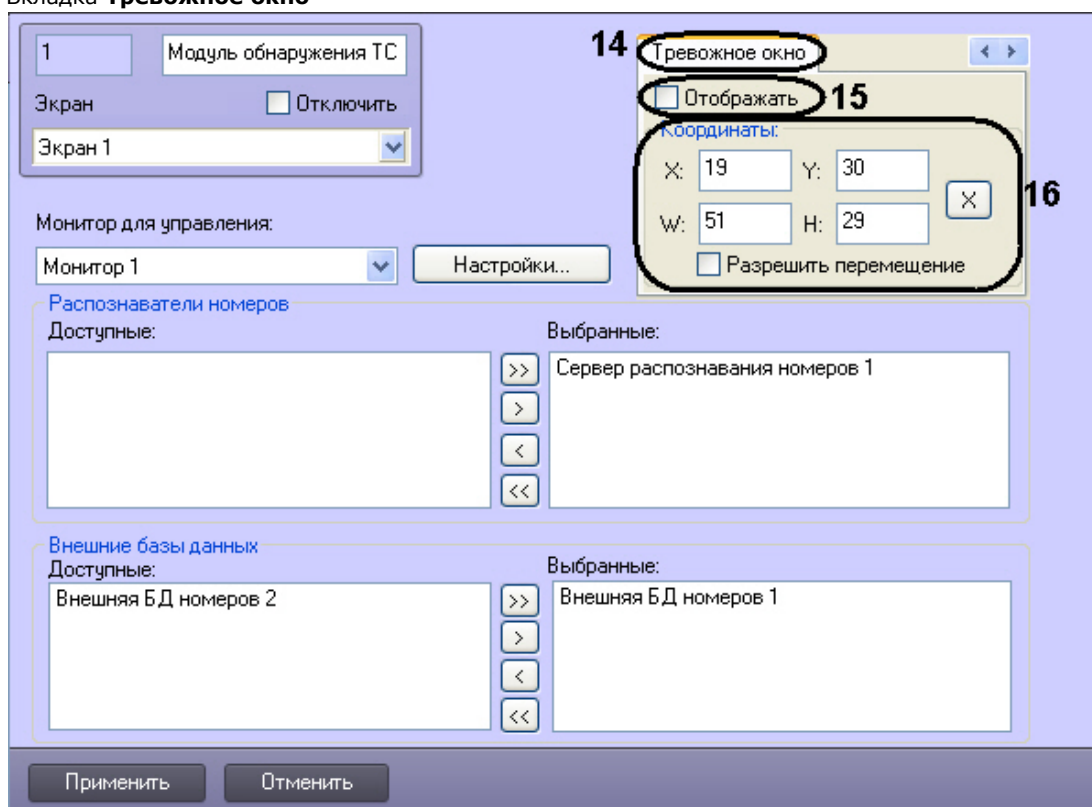 Вкладка Тревожное окно
1 Модуль обнаружения ТС
Экран Отключить
Экран 1
14 Тревожное окно
Отображать 15
Координаты:
X: 19 Y: 30 X
16
W: 51 H: 29
Разрешить перемещение
Монитор для управления:
Монитор 1 Настройки...
Распознаватели номеров
Доступные: Выбранные:
Сервер распознавания номеров 1
>>
>
<
<<
Внешние базы данных
Доступные: Выбранные:
Внешняя БД номеров 2 >> Внешняя БД номеров 1
>
<
<<
Применить Отменить